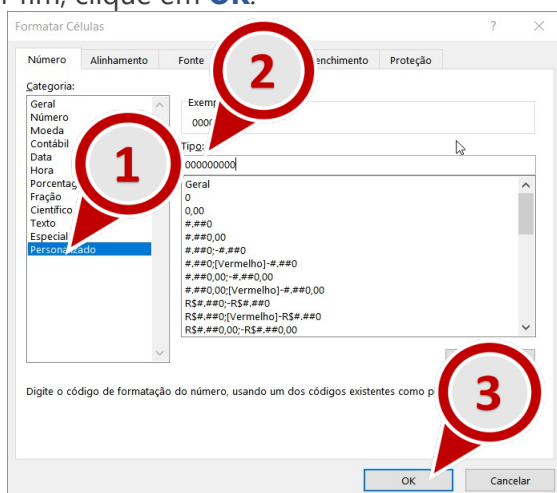 fim, clique em OK.
Formatar Células
?
Número Alinhamento Fonte Proteção
Categoria:
Geral
Número
Moeda
Contábil
Data
Hora
Fração
Científico
Texto
Especial
Tipo:
000000000
Geral
0
0,00
#.##0
#.##0,00
#.##0;-#.##0
#.##0;[Vermelho]-#.##0
#.##0,00;-#.##0,00
#.##0,00;[Vermelho]-#.##0,00
R$#.##0;-R$#.##0
R$#.##0;[Vermelho]-R$#.##0
R$#.##0,00;-R$#.##0,00
Digite o código de formatação do número, usando um dos códigos existentes como
OK Cancelar
1
2
3